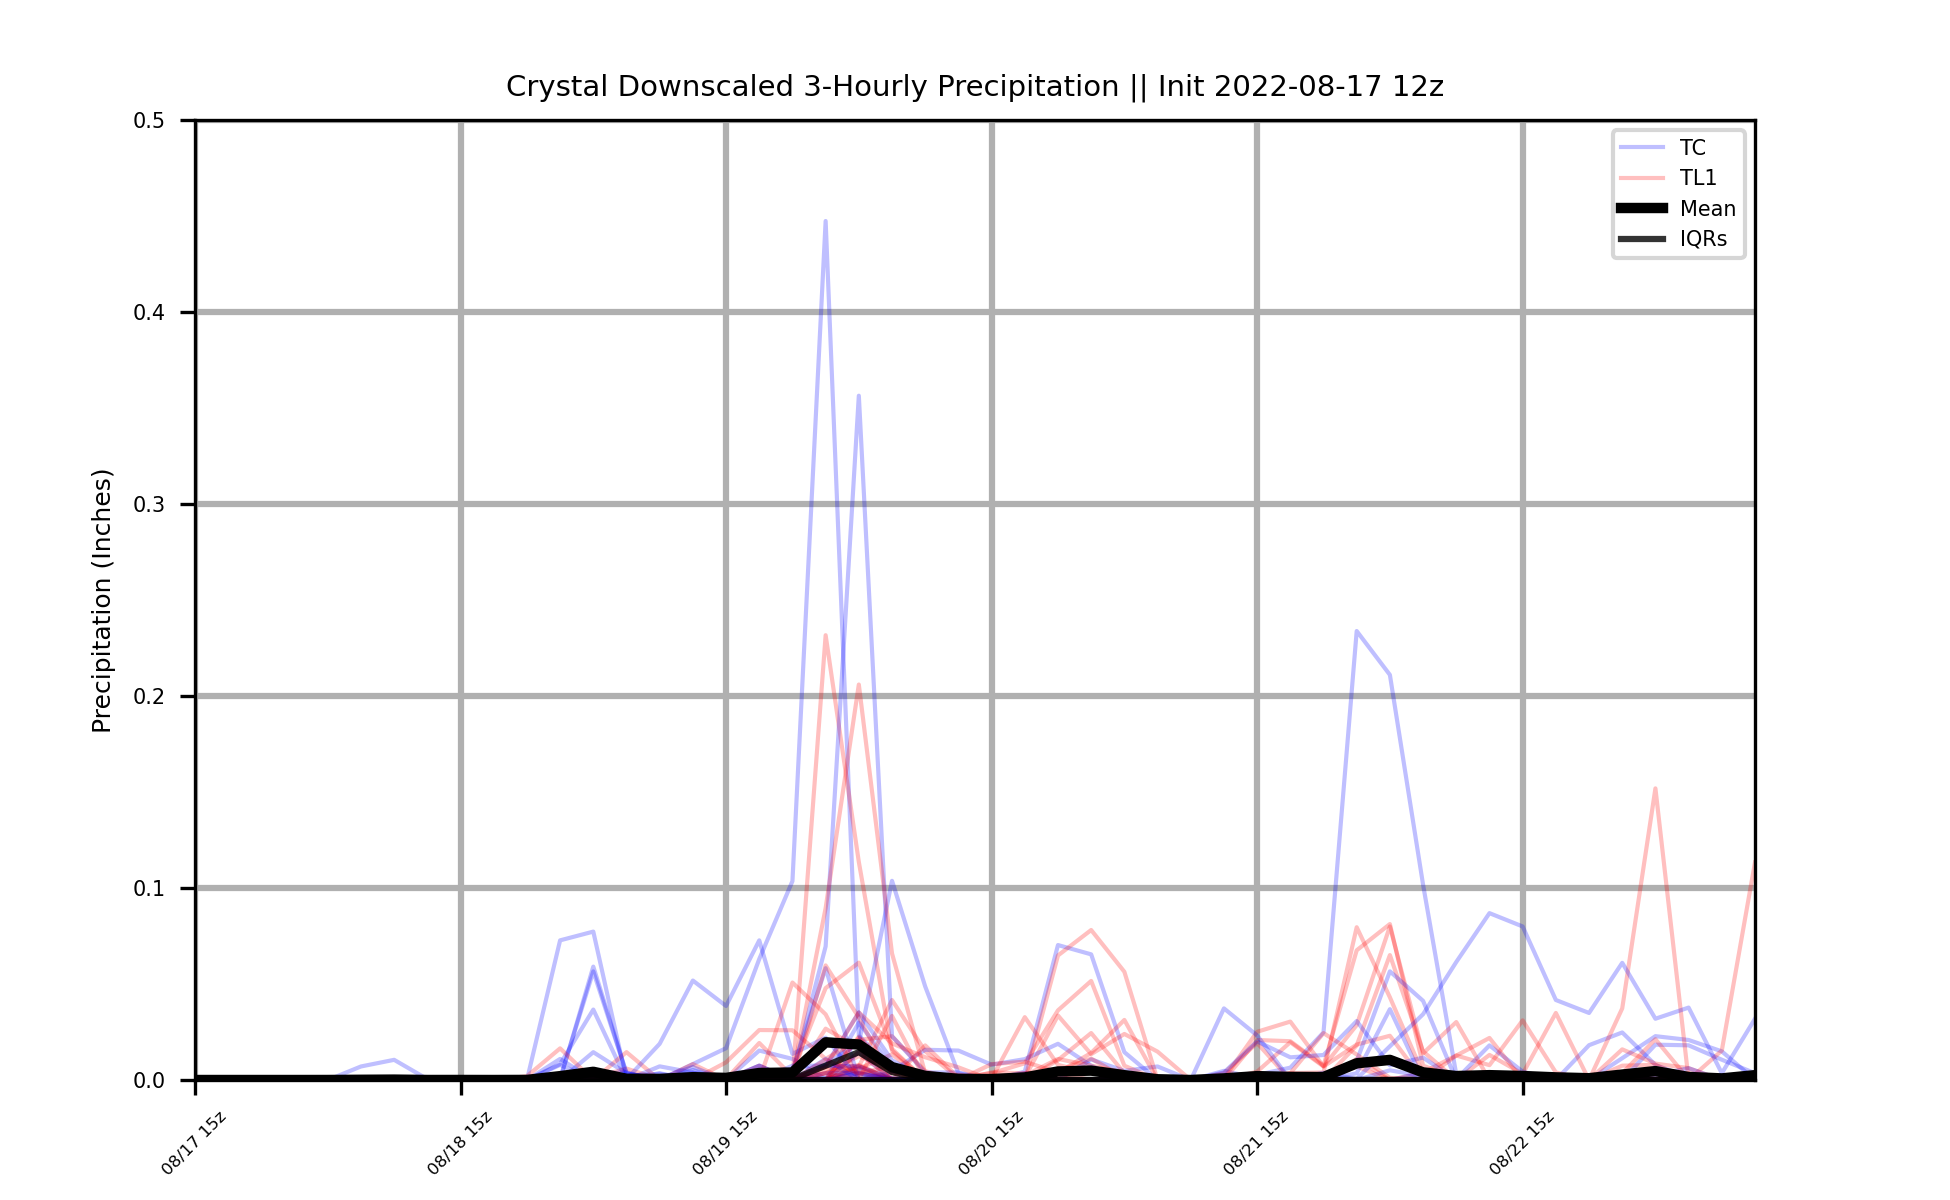 Crystal Downscaled 3-Hourly Precipitation || Init 2022-08-17 12z
Precipitation (Inches)
0.5
0.4
0.3
0.2
0.1
0.0
TC
TL1
Mean
IQRs
08/17 15z
08/18 15z
08/19 15z
08/20 15z
08/21 15z
08/22 15z